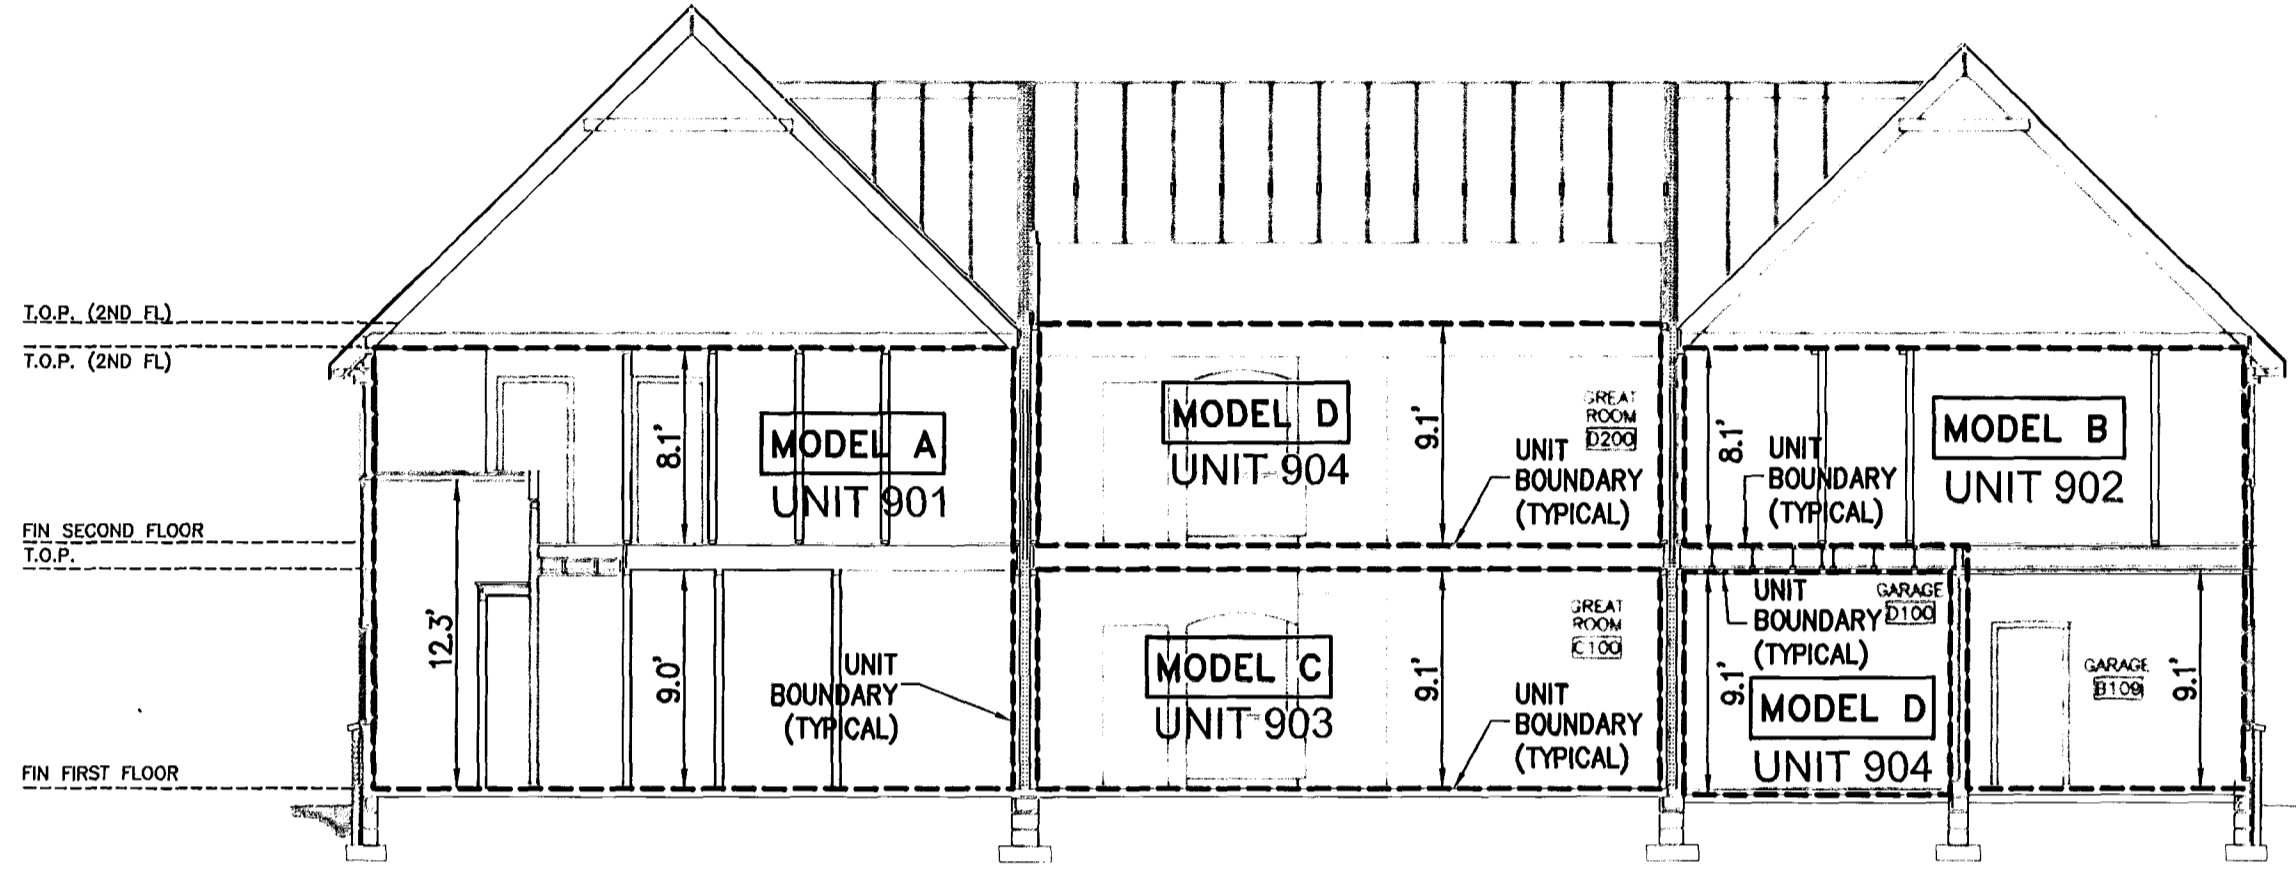 T.O.P. (2ND FL)
T.O.P. (2ND FL)
FIN SECOND FLOOR
T.O.P.
FIN FIRST FLOOR
8.1'
MODEL A
UNIT 901
12.3'
9.0'
UNIT
BOUNDARY
(TYPICAL)
MODEL D
UNIT 904
9.1'
GREAT
ROOM
D200
UNIT
BOUNDARY
(TYPICAL)
MODEL C
UNIT 903
9.1'
GREAT
ROOM
C100
UNIT
BOUNDARY
(TYPICAL)
8.1'
UNIT
BOUNDARY
(TYPICAL)
MODEL B
UNIT 902
UNIT
BOUNDARY
(TYPICAL)
GARAGE
D100
9.1'
MODEL D
UNIT 904
GARAGE
B109
9.1'